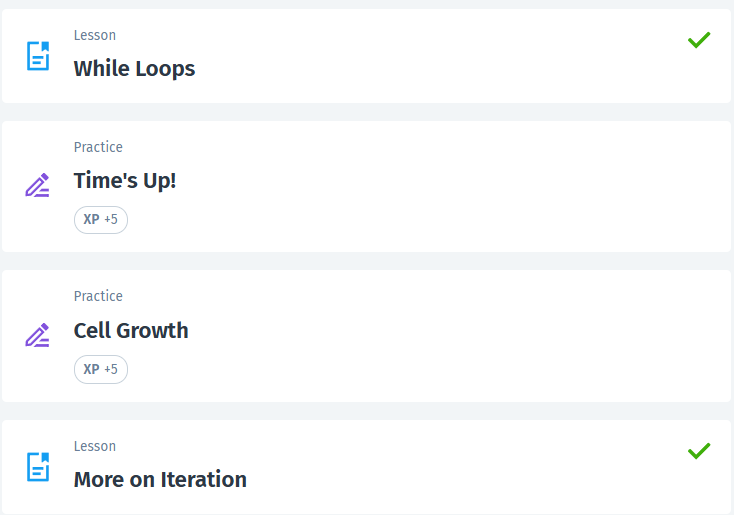 Lesson
While Loops
Practice
Time's Up!
XP +5
Practice
Cell Growth
XP +5
Lesson
More on Iteration